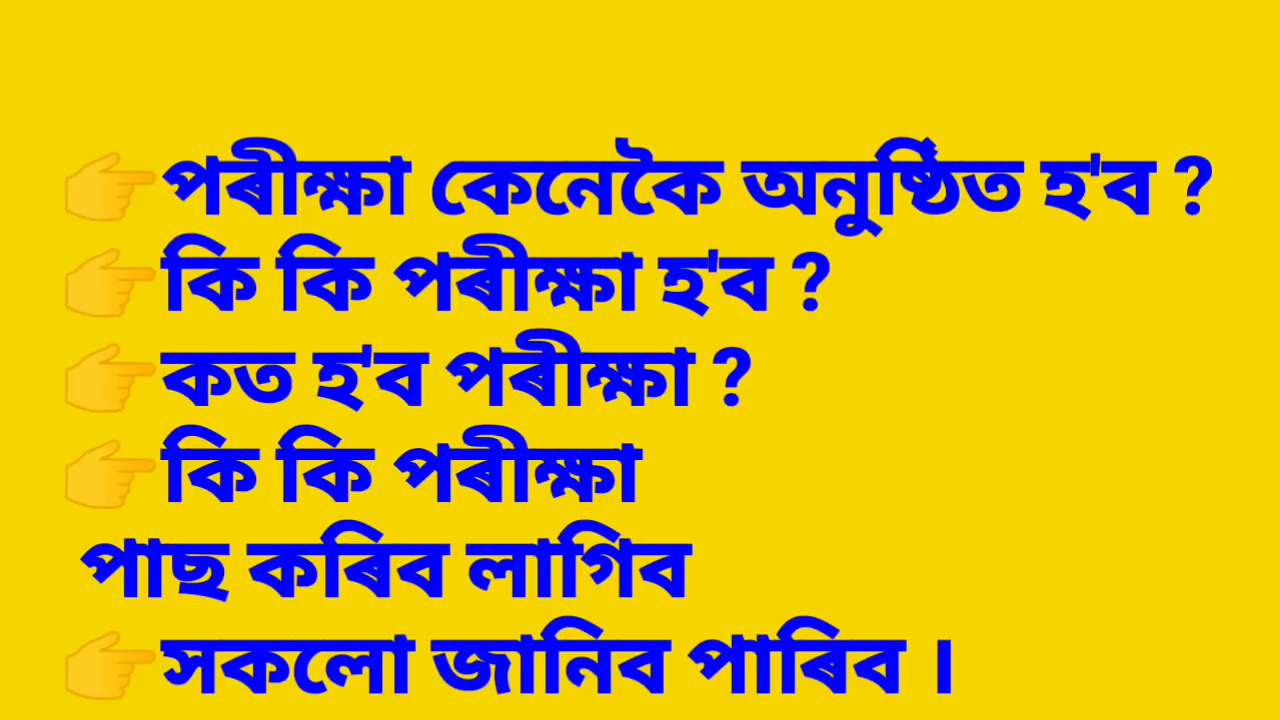 👉পৰীক্ষা কেনেকৈ অনুষ্ঠিত হ'ব ?
👉কি কি পৰীক্ষা হ'ব ?
👉কত হ'ব পৰীক্ষা ?
👉কি কি পৰীক্ষা
পাছ কৰিব লাগিব
👉সকলো জানিব পাৰিব ।